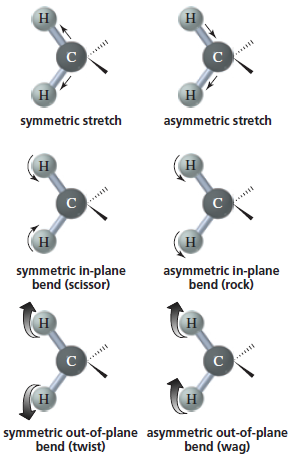 H H
C C
H H
symmetric stretch asymmetric stretch
H H
C C
H H
symmetric in-plane asymmetric in-plane
bend (scissor) bend (rock)
H H
C C
H H
symmetric out-of-plane asymmetric out-of-plane
bend (twist) bend (wag)